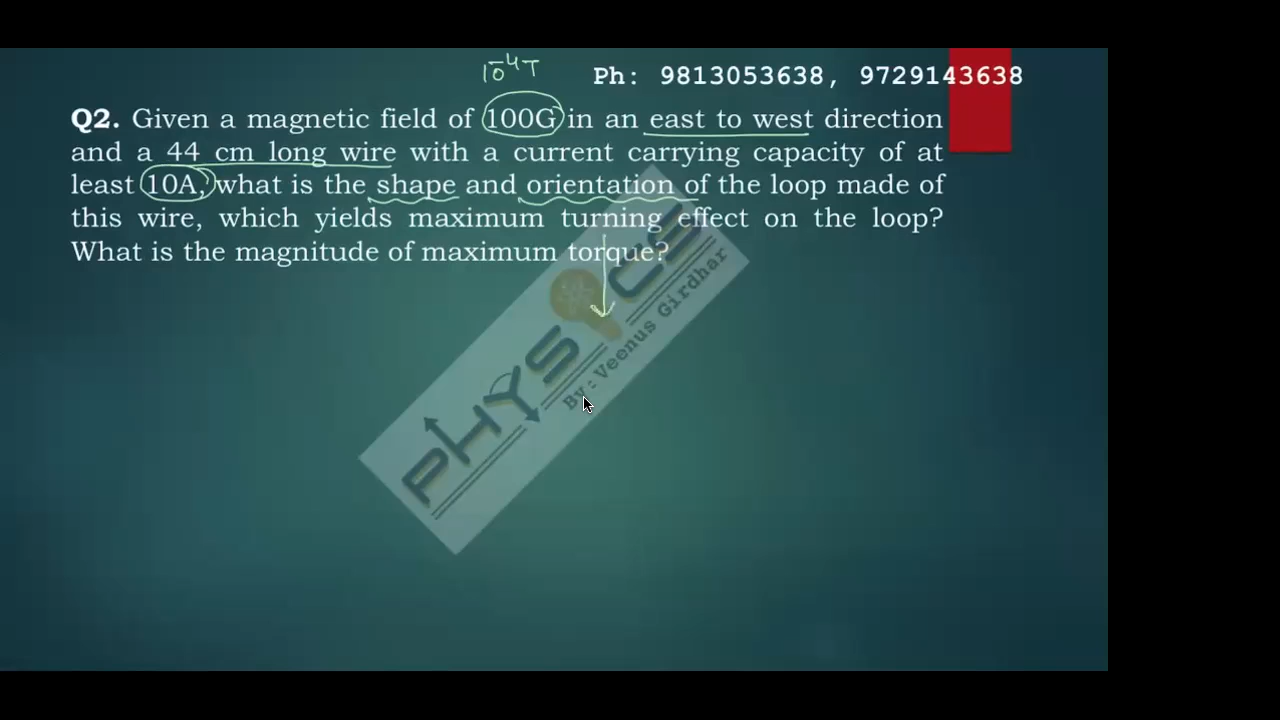 10⁻⁴T
Ph: 9813053638, 9729143638
Q2. Given a magnetic field of 100G in an east to west direction
and a 44 cm long wire with a current carrying capacity of at
least 10A, what is the shape and orientation of the loop made of
this wire, which yields maximum turning effect on the loop?
What is the magnitude of maximum torque?
PHYSICS
By: Veenus Girdhar